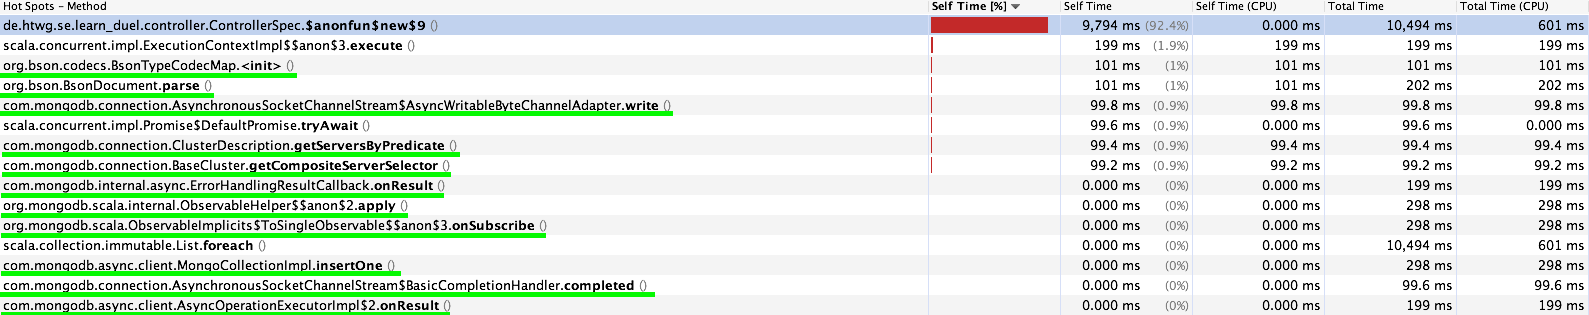 Hot Spots - Method Self Time [%] Self Time Self Time (CPU) Total Time Total Time (CPU)
de.htwg.se.learn_duel.controller.ControllerSpec.$anonfun$new$9 () 9,794 ms (92.4%) 0.000 ms 10,494 ms 601 ms
scala.concurrent.impl.ExecutionContextImpl$$anon$3.execute () 199 ms (1.9%) 199 ms 199 ms 199 ms
org.bson.codecs.BsonTypeCodecMap.<init> () 101 ms (1%) 101 ms 101 ms 101 ms
org.bson.BsonDocument.parse () 101 ms (1%) 101 ms 202 ms 202 ms
com.mongodb.connection.AsynchronousSocketChannelStream$AsyncWritableByteChannelAdapter.write () 99.8 ms (0.9%) 99.8 ms 99.8 ms 99.8 ms
scala.concurrent.impl.Promise$DefaultPromise.tryAwait () 99.6 ms (0.9%) 0.000 ms 99.6 ms 0.000 ms
com.mongodb.connection.ClusterDescription.getServersByPredicate () 99.4 ms (0.9%) 99.4 ms 99.4 ms 99.4 ms
com.mongodb.connection.BaseCluster.getCompositeServerSelector () 99.2 ms (0.9%) 99.2 ms 99.2 ms 99.2 ms
com.mongodb.internal.async.ErrorHandlingResultCallback.onResult () 0.000 ms (0%) 0.000 ms 199 ms 199 ms
org.mongodb.scala.internal.ObservableHelper$$anon$2.apply () 0.000 ms (0%) 0.000 ms 298 ms 298 ms
org.mongodb.scala.ObservableImplicits$ToSingleObservable$$anon$3.onSubscribe () 0.000 ms (0%) 0.000 ms 298 ms 298 ms
scala.collection.immutable.List.foreach () 0.000 ms (0%) 0.000 ms 10,494 ms 601 ms
com.mongodb.async.client.MongoCollectionImpl.insertOne () 0.000 ms (0%) 0.000 ms 298 ms 298 ms
com.mongodb.connection.AsynchronousSocketChannelStream$BasicCompletionHandler.completed () 0.000 ms (0%) 0.000 ms 99.6 ms 99.6 ms
com.mongodb.async.client.AsyncOperationExecutorImpl$2.onResult () 0.000 ms (0%) 0.000 ms 199 ms 199 ms